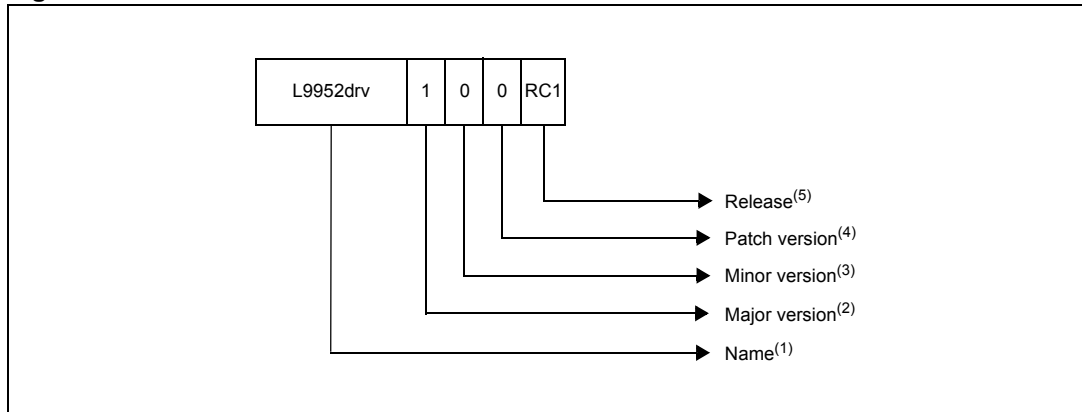 L9952drv 1 0 0 RC1
Release(5)
Patch version(4)
Minor version(3)
Major version(2)
Name(1)